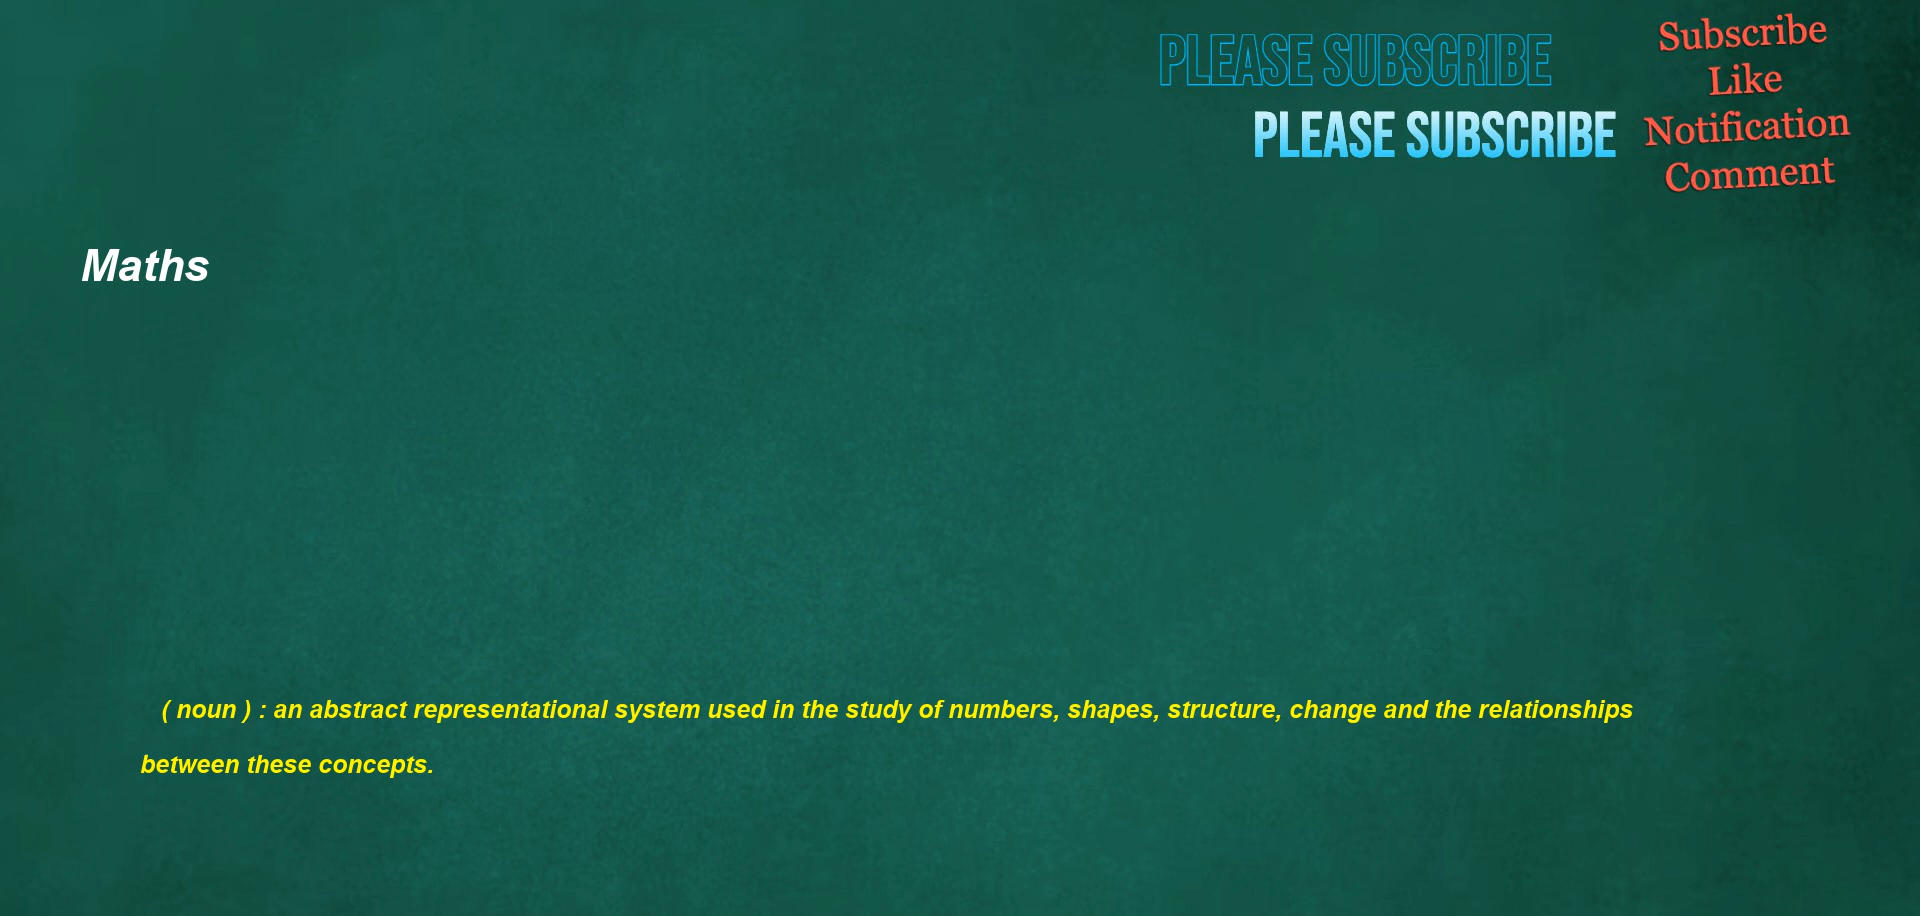 PLEASE SUBSCRIBE
PLEASE SUBSCRIBE
Subscribe
Like
Notification
Comment
Maths
( noun ) : an abstract representational system used in the study of numbers, shapes, structure, change and the relationships
between these concepts.